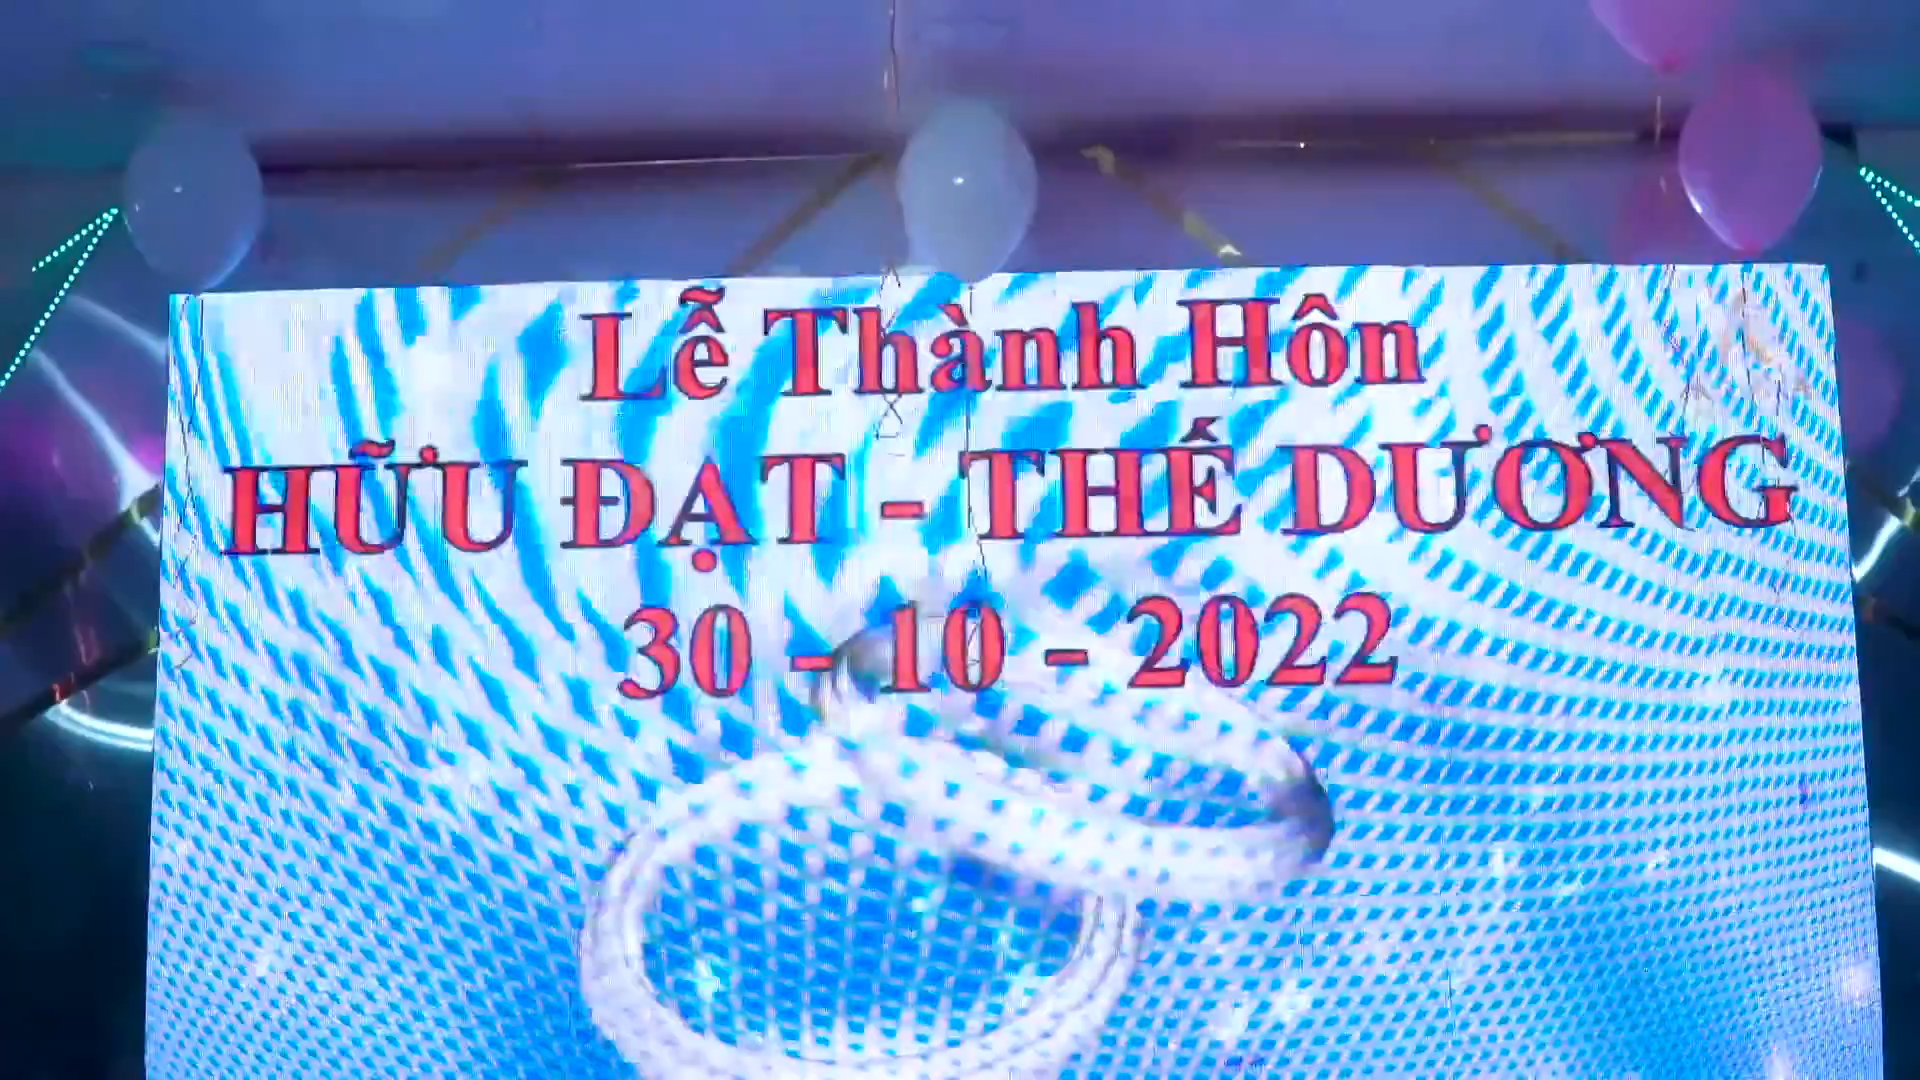 Lễ Thành Hôn
HỮU ĐẠT - THẾ DƯƠNG
30 - 10 - 2022